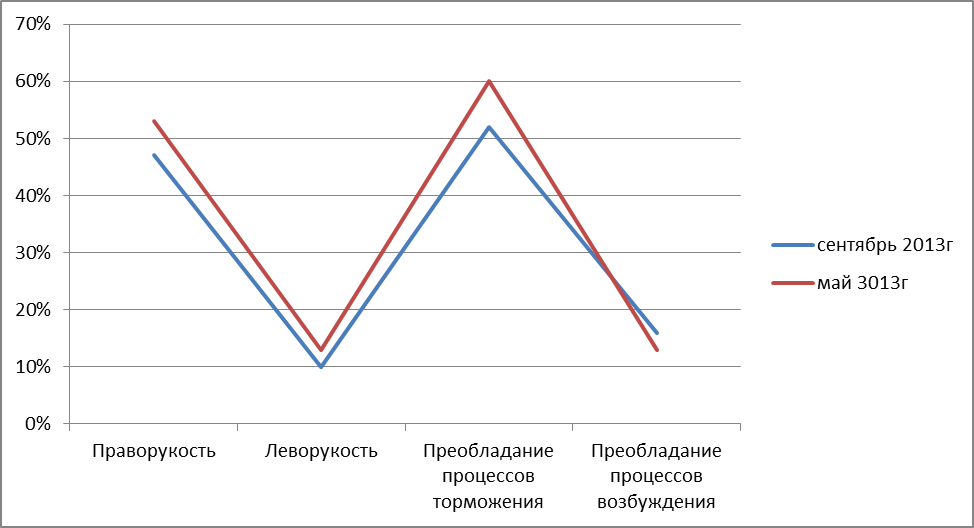 70%
60%
50%
40%
30%
20%
10%
0%
Праворукость
Леворукость
Преобладание
процессов
торможения
Преобладание
процессов
возбуждения
сентябрь 2013г
май 3013г